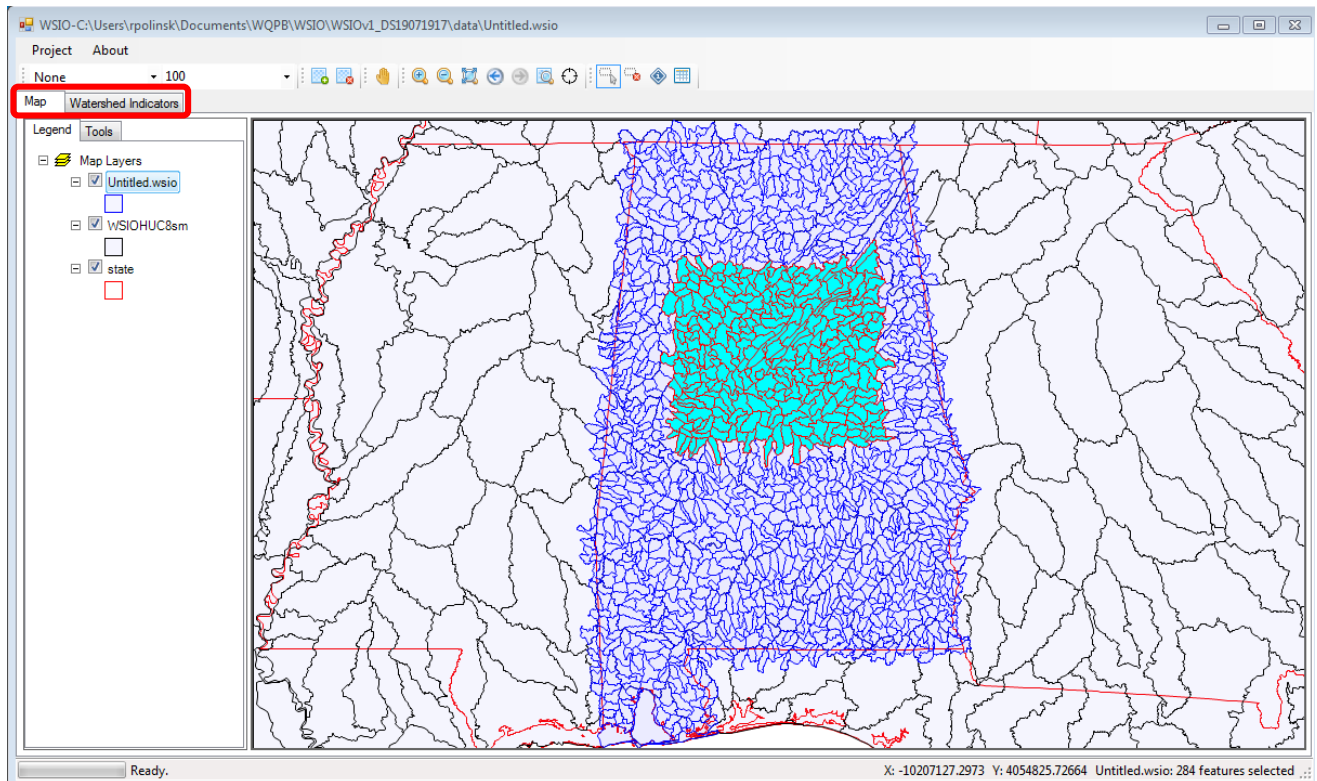 WSIO-C:\Users\rpolinsk\Documents\WQPB\WSIO\WSIOv1_DS19071917\data\Untitled.wsio
Project About
None 100
Map Watershed Indicators
Legend Tools
Map Layers
Untitled.wsio
WSIOHUC8sm
state
Ready. X: -10207127.2973 Y: 4054825.72664 Untitled.wsio: 284 features selected